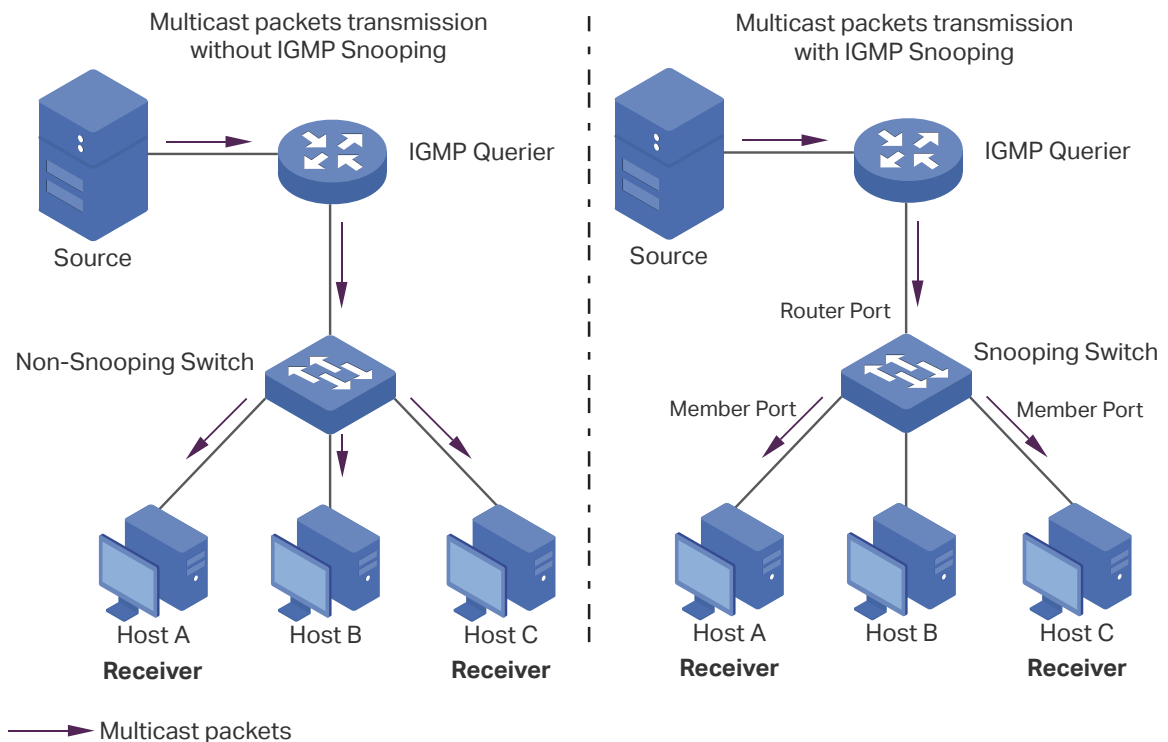 Multicast packets transmission
without IGMP Snooping
IGMP Querier
Source
Non-Snooping Switch
Host A
Receiver
Host B
Host C
Receiver
Multicast packets transmission
with IGMP Snooping
IGMP Querier
Source
Router Port
Snooping Switch
Member Port
Member Port
Host A
Receiver
Host B
Host C
Receiver
Multicast packets